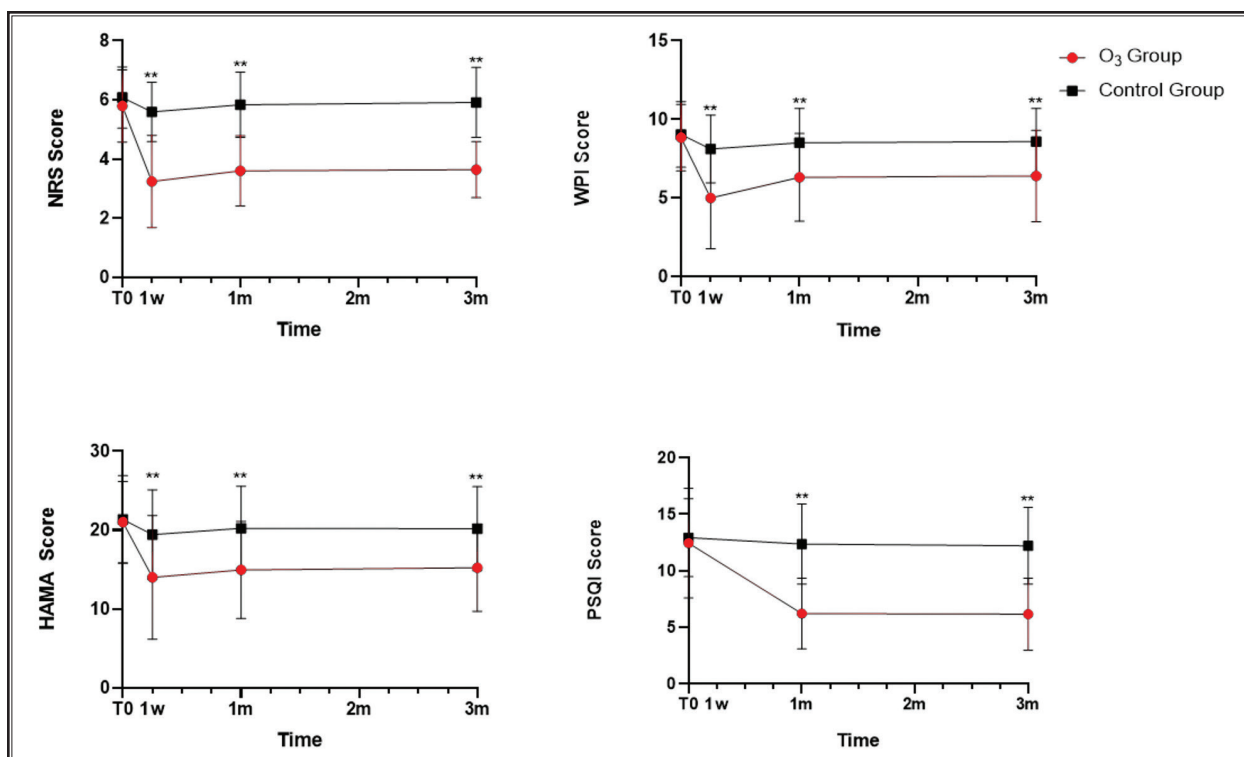 8
6
4
2
0
NRS Score
**
**
**
T0 1w
1m
2m
3m
Time
15
10
5
0
WPI Score
**
**
**
T0 1w
1m
2m
3m
Time
O₃ Group
Control Group
30
20
10
0
HAMA Score
**
**
**
T0 1w
1m
2m
3m
Time
20
15
10
5
0
PSQI Score
**
**
T0 1w
1m
2m
3m
Time